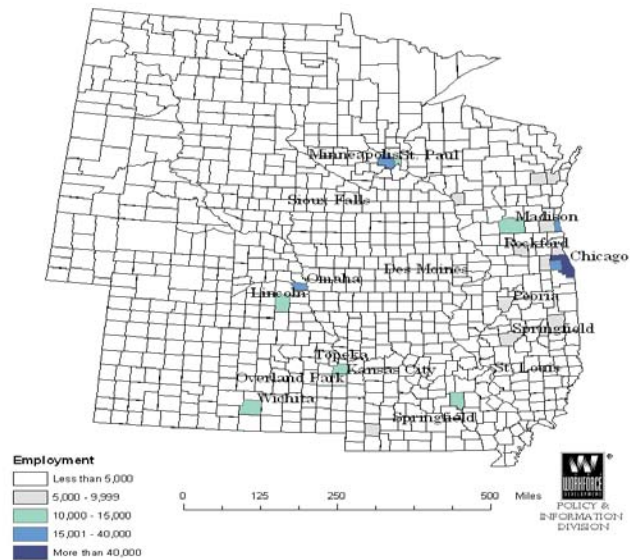 Minneapolis St. Paul
Sioux Falls
Madison
Rockford
Chicago
Omaha
Des Moines
Lincoln
Peoria
Springfield
Topeka
Kansas City
Overland Park
St. Louis
Wichita
Springfield
Employment
Less than 5,000
5,000 - 9,999
10,000 - 15,000
15,001 - 40,000
More than 40,000
0 125 250 500 Miles
WORKFORCE
DEVELOPMENT
POLICY &
INFORMATION
DIVISION